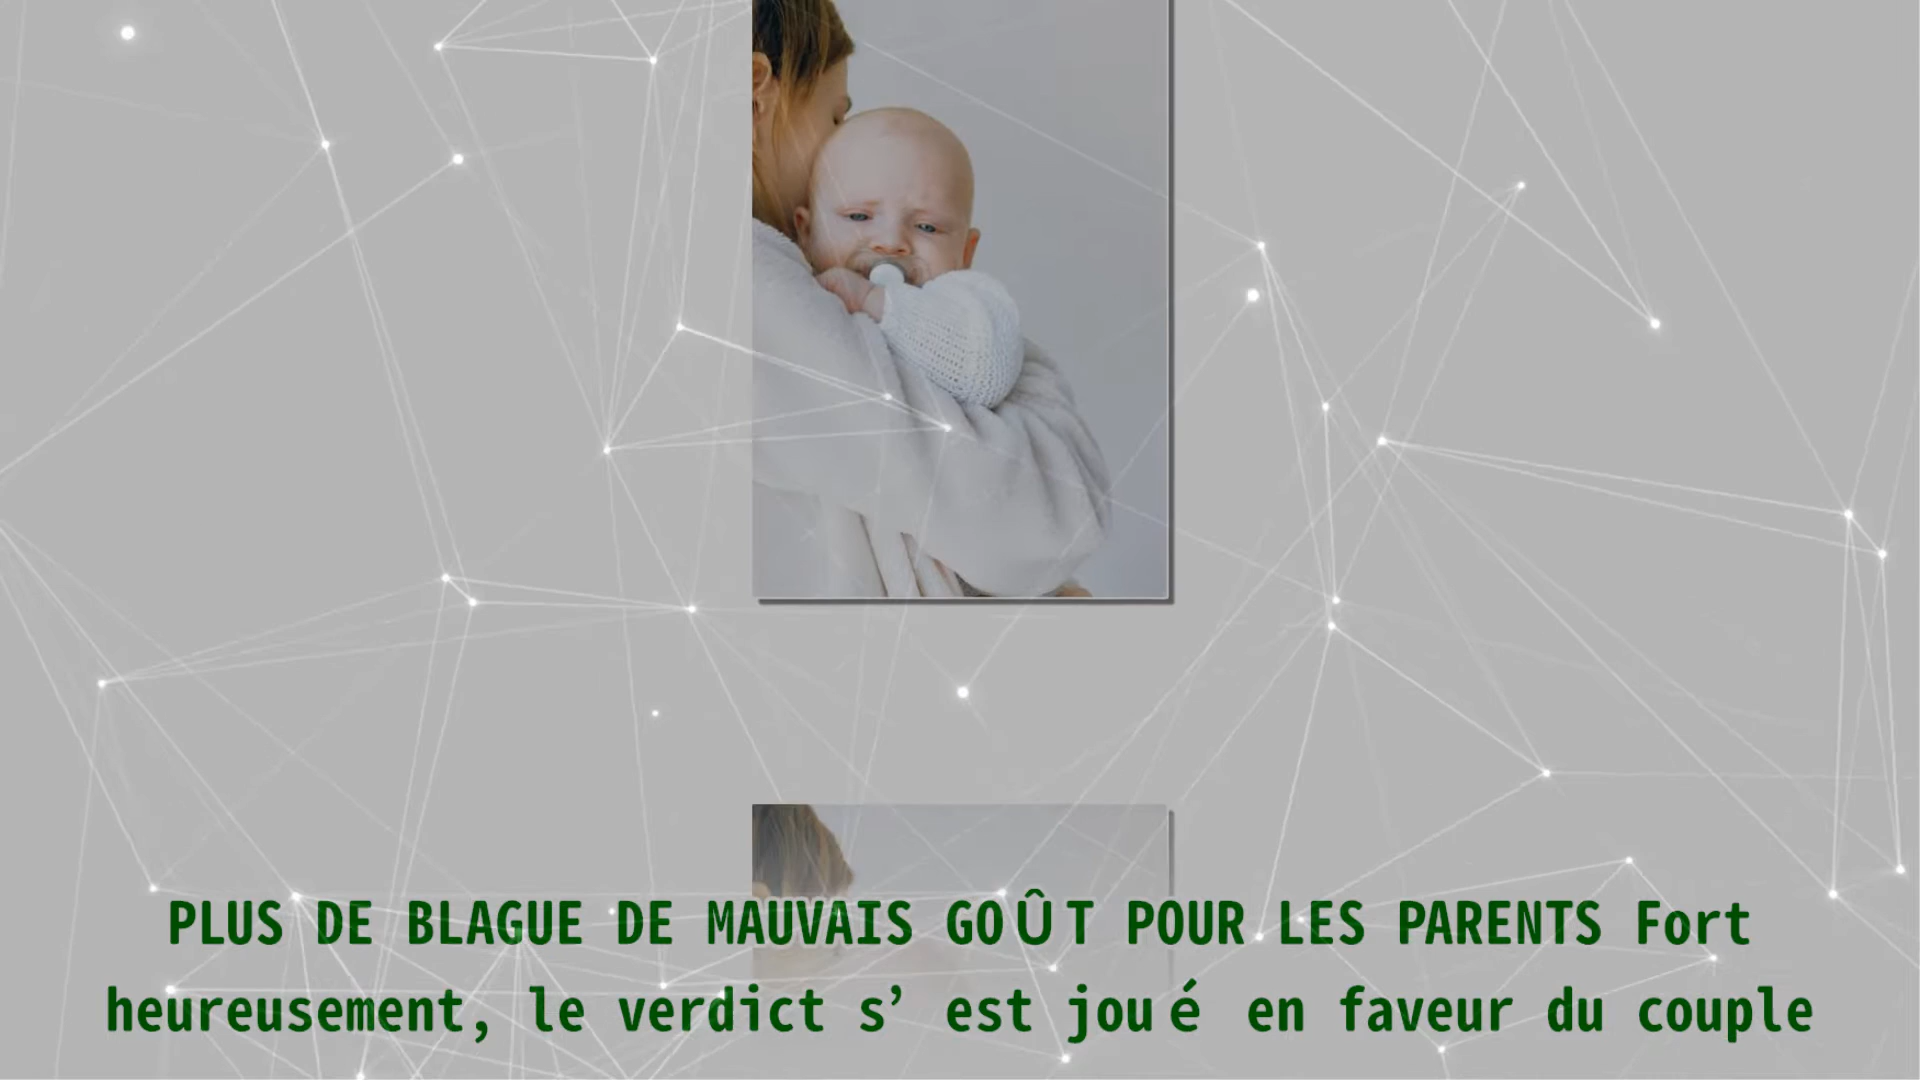 PLUS DE BLAGUE DE MAUVAIS GOÛT POUR LES PARENTS Fort
heureusement, le verdict s’ est joué en faveur du couple